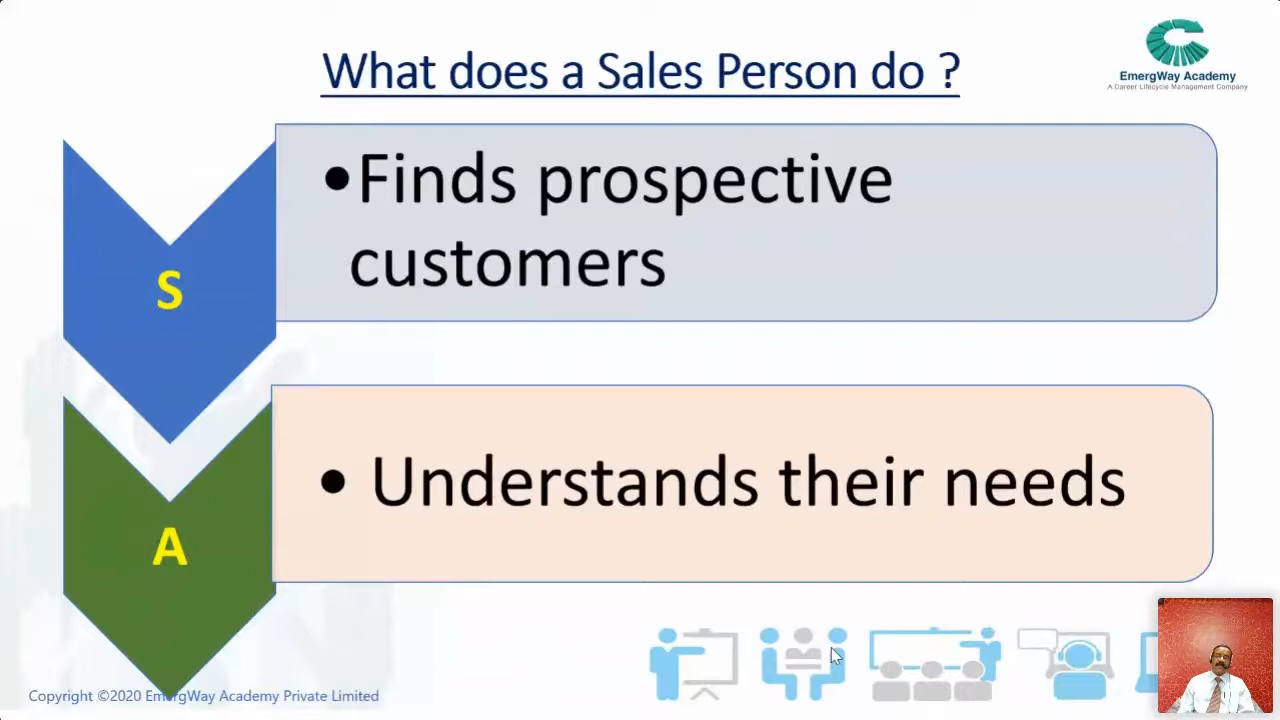 What does a Sales Person do ?
EmergWay Academy
A Career Lifecycle Management Company
S
•Finds prospective
customers
A
• Understands their needs
Copyright ©2020 EmergWay Academy Private Limited